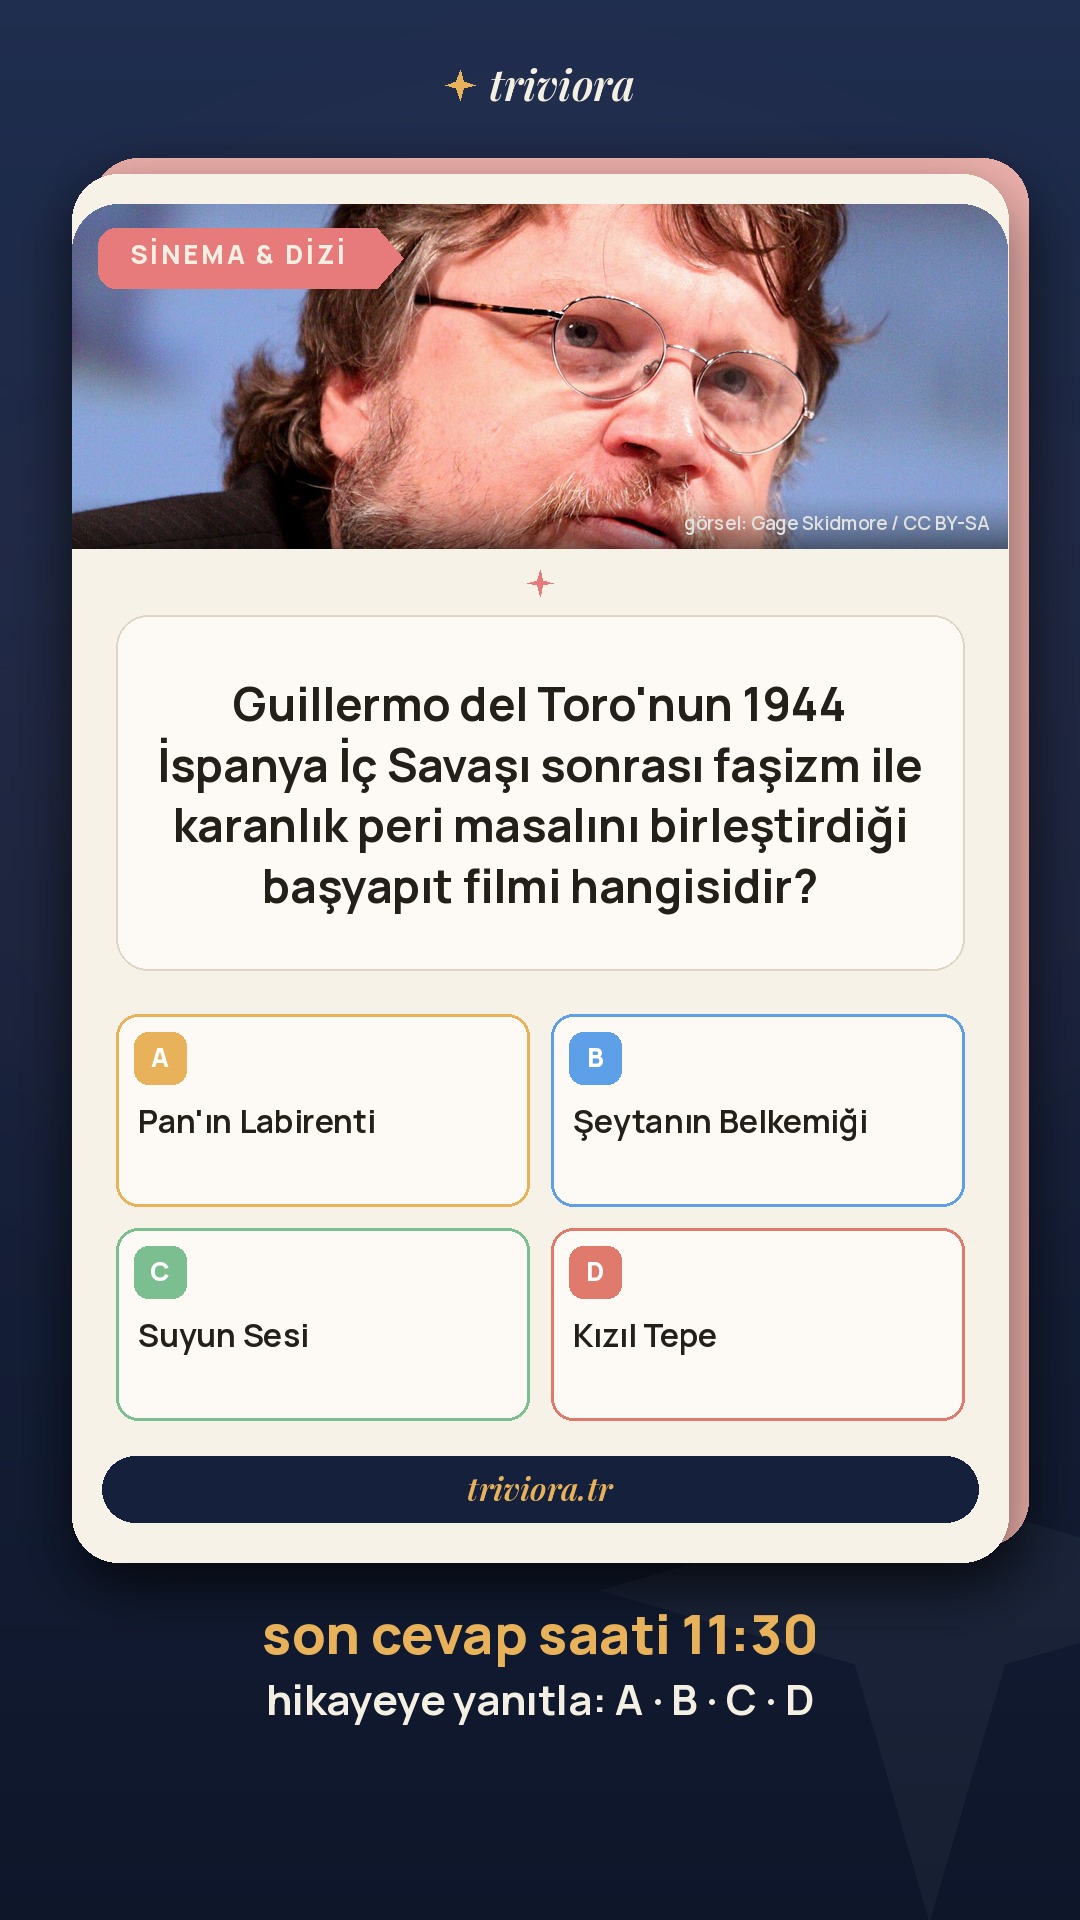 triviora
SİNEMA & DİZİ
görsel: Gage Skidmore / CC BY-SA
Guillermo del Toro'nun 1944
İspanya İç Savaşı sonrası faşizm ile
karanlık peri masalını birleştirdiği
başyapıt filmi hangisidir?
A
Pan'ın Labirenti
B
Şeytanın Belkemiği
C
Suyun Sesi
D
Kızıl Tepe
triviora.tr
son cevap saati 11:30
hikayeye yanıtla: A · B · C · D